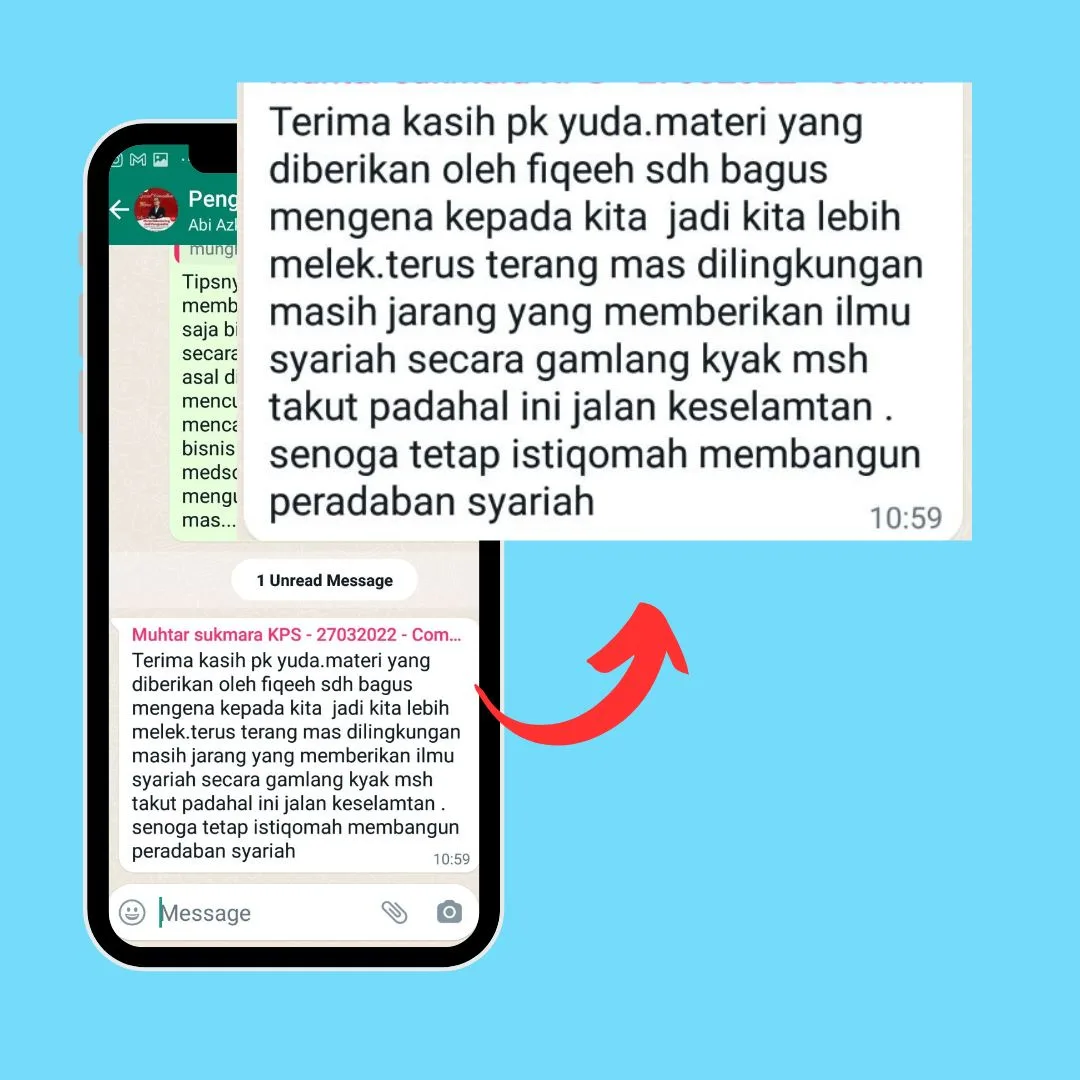 Terima kasih pk yuda.materi yang
diberikan oleh fiqeeh sdh bagus
mengena kepada kita  jadi kita lebih
melek.terus terang mas dilingkungan
masih jarang yang memberikan ilmu
syariah secara gamlang kyak msh
takut padahal ini jalan keselamtan .
senoga tetap istiqomah membangun
peradaban syariah
10:59
Peng
Abi Az
mung
Tipsny
memb
saja bi
secara
asal d
mencu
menca
bisnis
medso
mengu
mas...
1 Unread Message
Muhtar sukmara KPS - 27032022 - Com...
Terima kasih pk yuda.materi yang
diberikan oleh fiqeeh sdh bagus
mengena kepada kita  jadi kita lebih
melek.terus terang mas dilingkungan
masih jarang yang memberikan ilmu
syariah secara gamlang kyak msh
takut padahal ini jalan keselamtan .
senoga tetap istiqomah membangun
peradaban syariah
10:59
Message